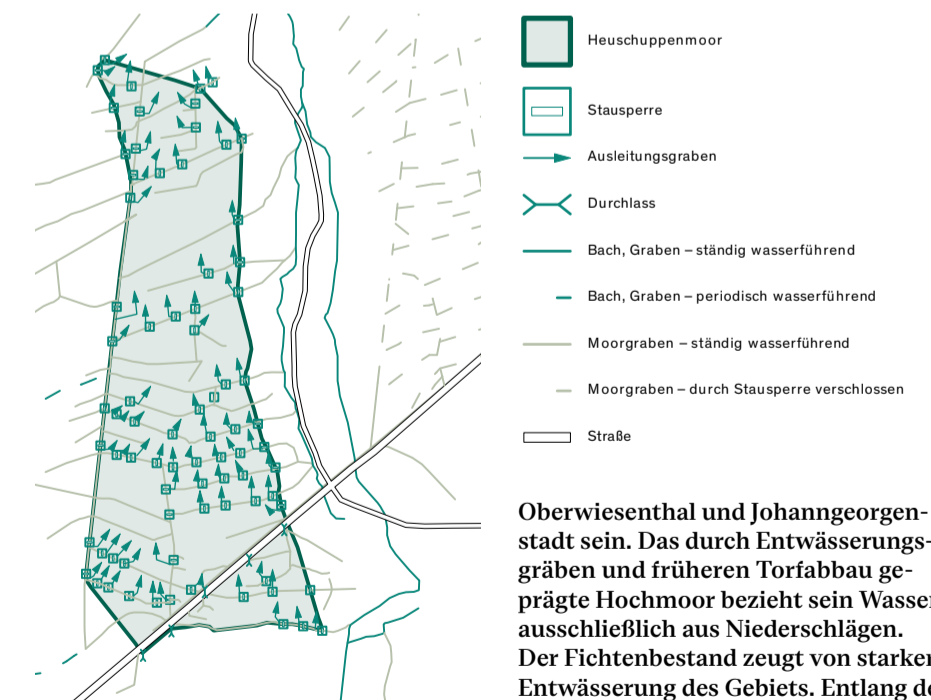 Heuschuppenmoor
Stausperre
Ausleitungsgraben
Durchlass
Bach, Graben – ständig wasserführend
Bach, Graben – periodisch wasserführend
Moorgraben – ständig wasserführend
Moorgraben – durch Stausperre verschlossen
Straße
Oberwiesenthal und Johanngeorgen-
stadt sein. Das durch Entwässerungs-
gräben und früheren Torfabbau ge-
prägte Hochmoor bezieht sein Wasser
ausschließlich aus Niederschlägen.
Der Fichtenbestand zeugt von starker
Entwässerung des Gebiets. Entlang de